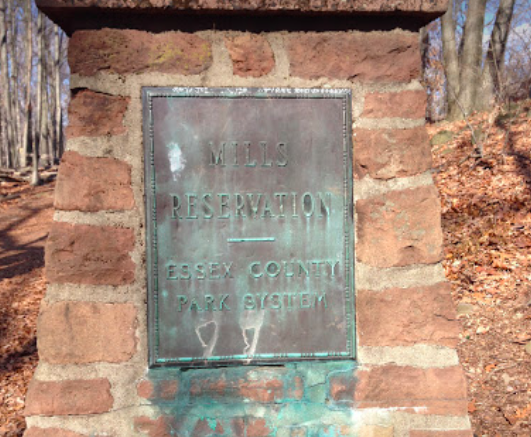 MILLS
RESERVATION
ESSEX COUNTY
PARK SYSTEM